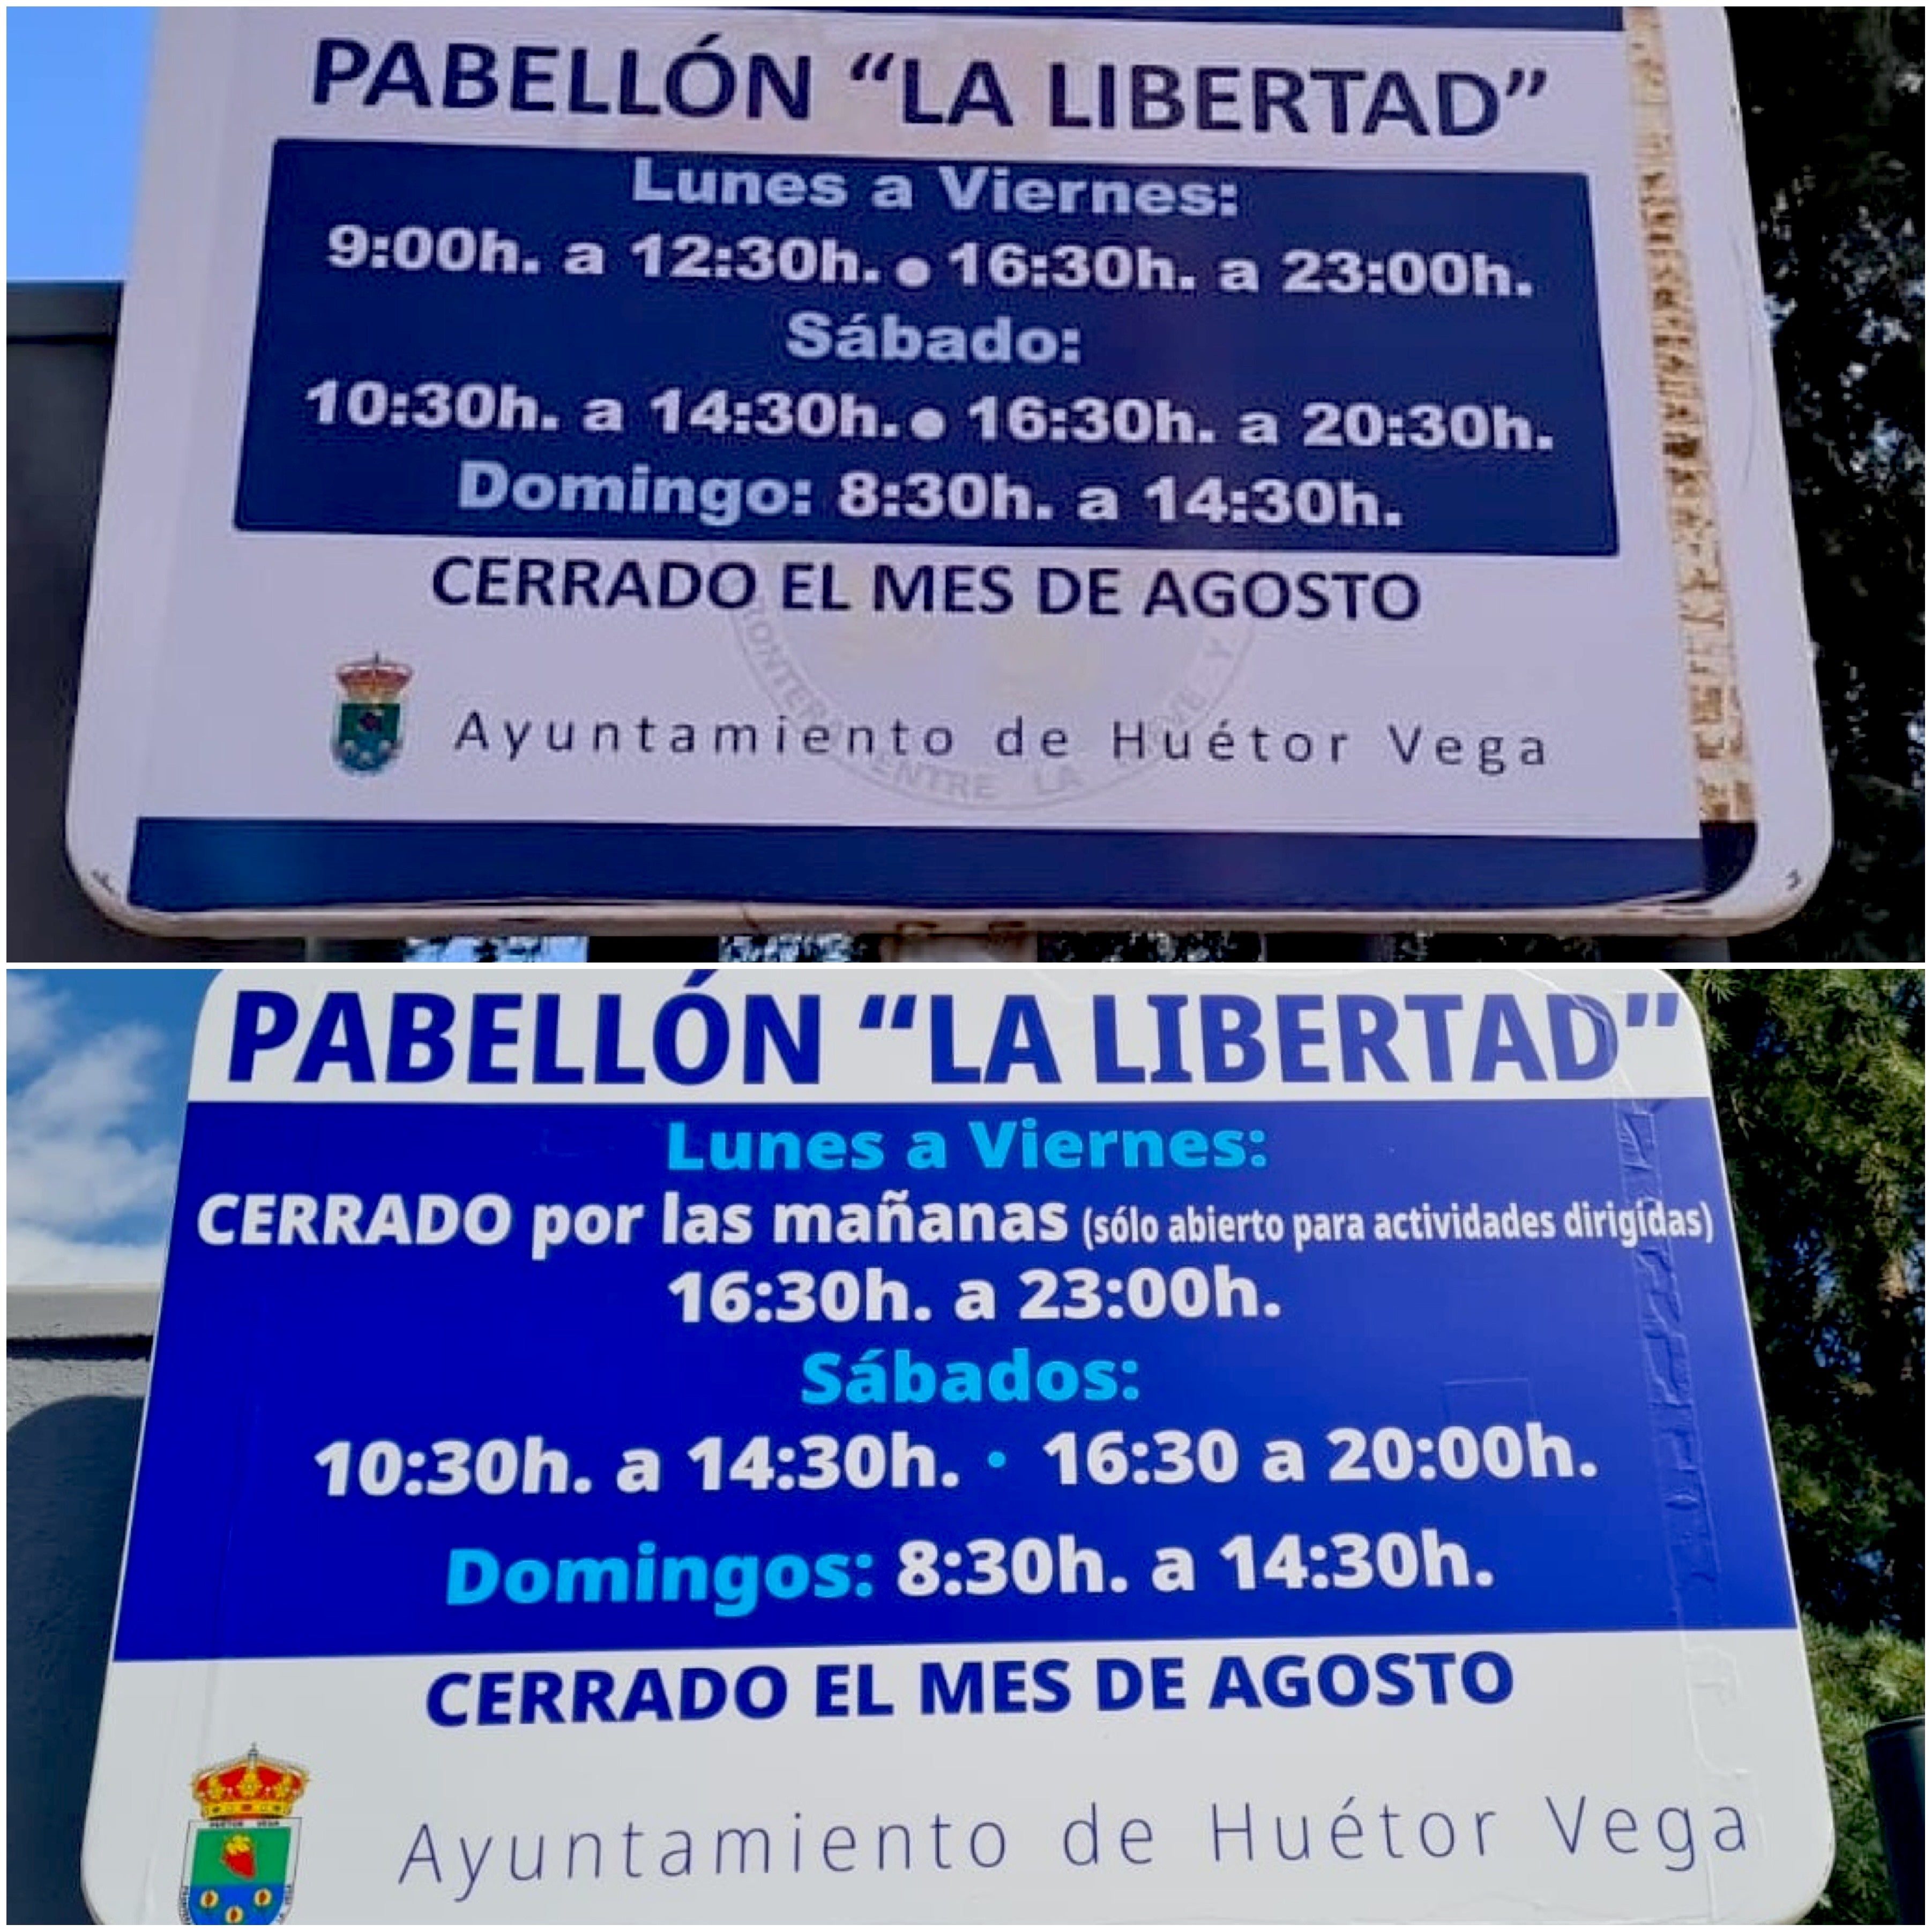 PABELLÓN “LA LIBERTAD”
Lunes a Viernes:
9:00h. a 12:30h. • 16:30h. a 23:00h.
Sábado:
10:30h. a 14:30h. • 16:30h. a 20:30h.
Domingo: 8:30h. a 14:30h.
CERRADO EL MES DE AGOSTO
Ayuntamiento de Huétor Vega
ENTRE LA
PABELLÓN “LA LIBERTAD”
Lunes a Viernes:
CERRADO por las mañanas (sólo abierto para actividades dirigidas)
16:30h. a 23:00h.
Sábados:
10:30h. a 14:30h. · 16:30 a 20:00h.
Domingos: 8:30h. a 14:30h.
CERRADO EL MES DE AGOSTO
HUETOR VEGA
Ayuntamiento de Huétor Vega